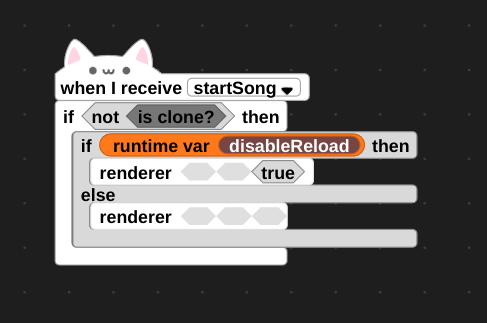 when I receive startSong
if not is clone? then
if runtime var disableReload then
renderer true
else
renderer